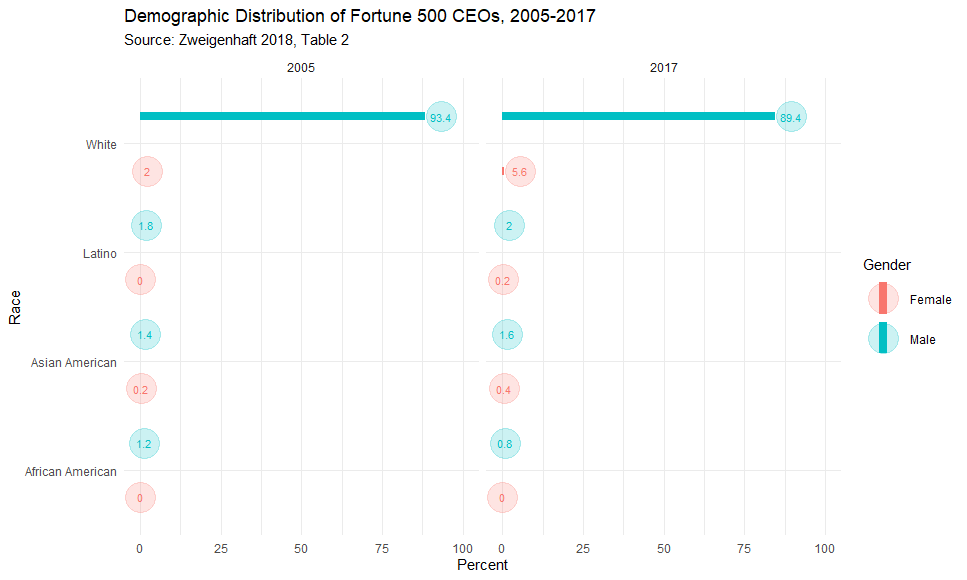 Demographic Distribution of Fortune 500 CEOs, 2005-2017
Source: Zweigenhaft 2018, Table 2
2005
2017
93.4
89.4
White
2
5.6
1.8
2
Latino
0
0.2
1.4
1.6
Asian American
0.2
0.4
1.2
0.8
African American
0
0
0 25 50 75 100
0 25 50 75 100
Percent
Race
Gender
Female
Male